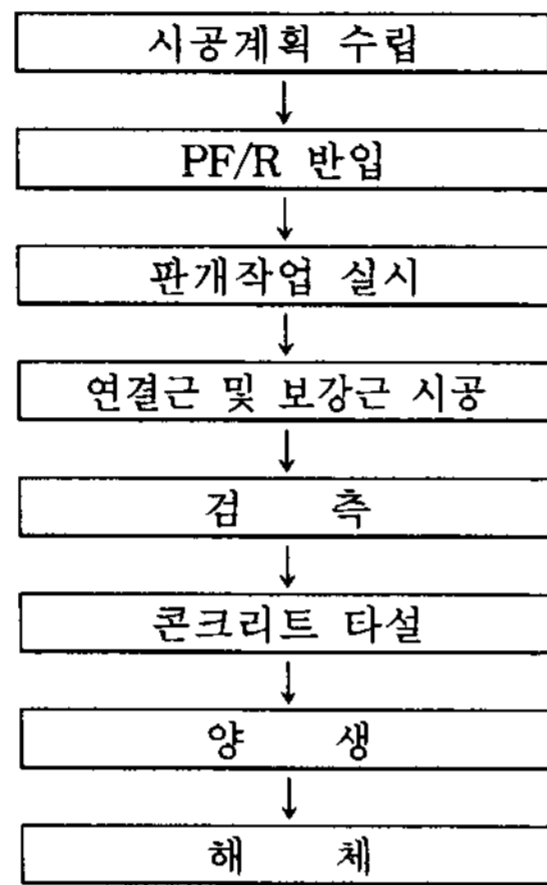 시공계획 수립
PF/R 반입
판개작업 실시
연결근 및 보강근 시공
검 측
콘크리트 타설
양 생
해 체